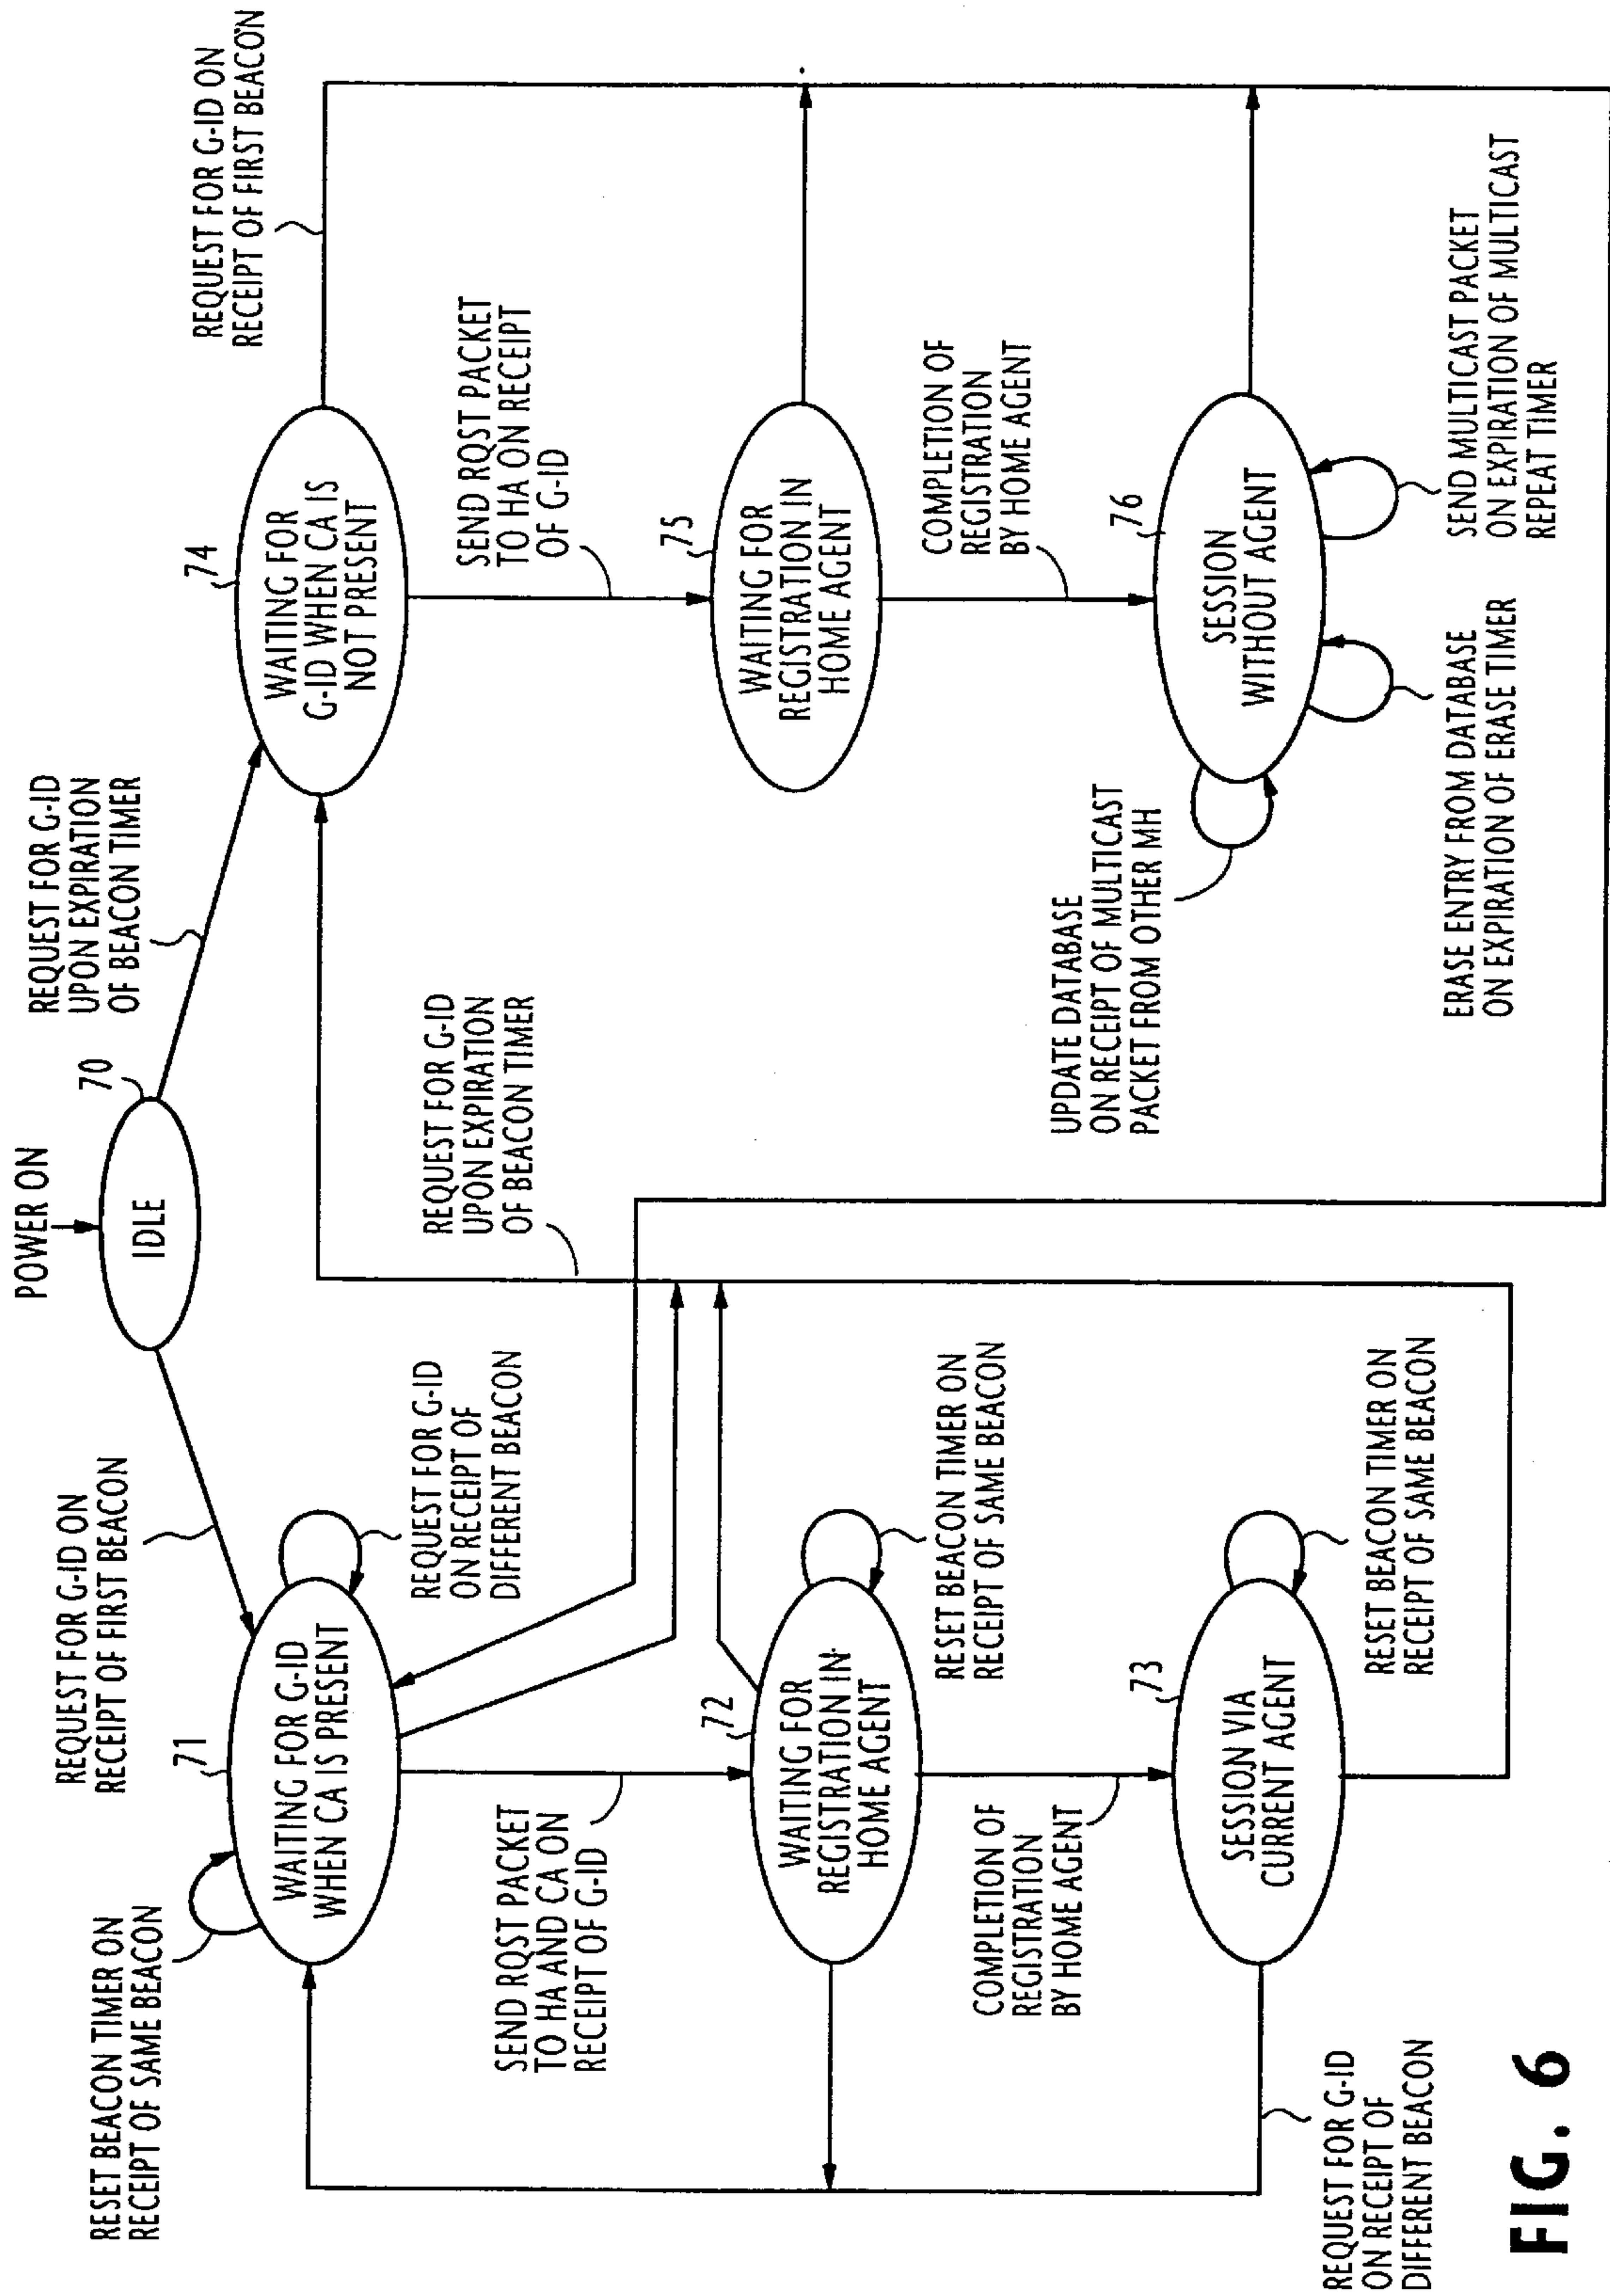 POWER ON
70
IDLE
REQUEST FOR G-ID ON
RECEIPT OF FIRST BEACON
REQUEST FOR G-ID
UPON EXPIRATION
OF BEACON TIMER
RESET BEACON TIMER ON
RECEIPT OF SAME BEACON
71
WAITING FOR G-ID
WHEN CA IS PRESENT
REQUEST FOR G-ID
ON RECEIPT OF
DIFFERENT BEACON
SEND RQST PACKET
TO HA AND CA ON
RECEIPT OF G-ID
72
WAITING FOR
REGISTRATION IN
HOME AGENT
RESET BEACON TIMER ON
RECEIPT OF SAME BEACON
COMPLETION OF
REGISTRATION
BY HOME AGENT
73
SESSION VIA
CURRENT AGENT
RESET BEACON TIMER ON
RECEIPT OF SAME BEACON
REQUEST FOR G-ID
ON RECEIPT OF
DIFFERENT BEACON
REQUEST FOR G-ID
UPON EXPIRATION
OF BEACON TIMER
74
WAITING FOR
G-ID WHEN CA IS
NOT PRESENT
REQUEST FOR G-ID ON
RECEIPT OF FIRST BEACON
SEND RQST PACKET
TO HA ON RECEIPT
OF G-ID
75
WAITING FOR
REGISTRATION IN
HOME AGENT
COMPLETION OF
REGISTRATION
BY HOME AGENT
76
SESSION
WITHOUT AGENT
UPDATE DATABASE
ON RECEIPT OF MULTICAST
PACKET FROM OTHER MH
ERASE ENTRY FROM DATABASE
ON EXPIRATION OF ERASE TIMER
SEND MULTICAST PACKET
ON EXPIRATION OF MULTICAST
REPEAT TIMER
FIG. 6